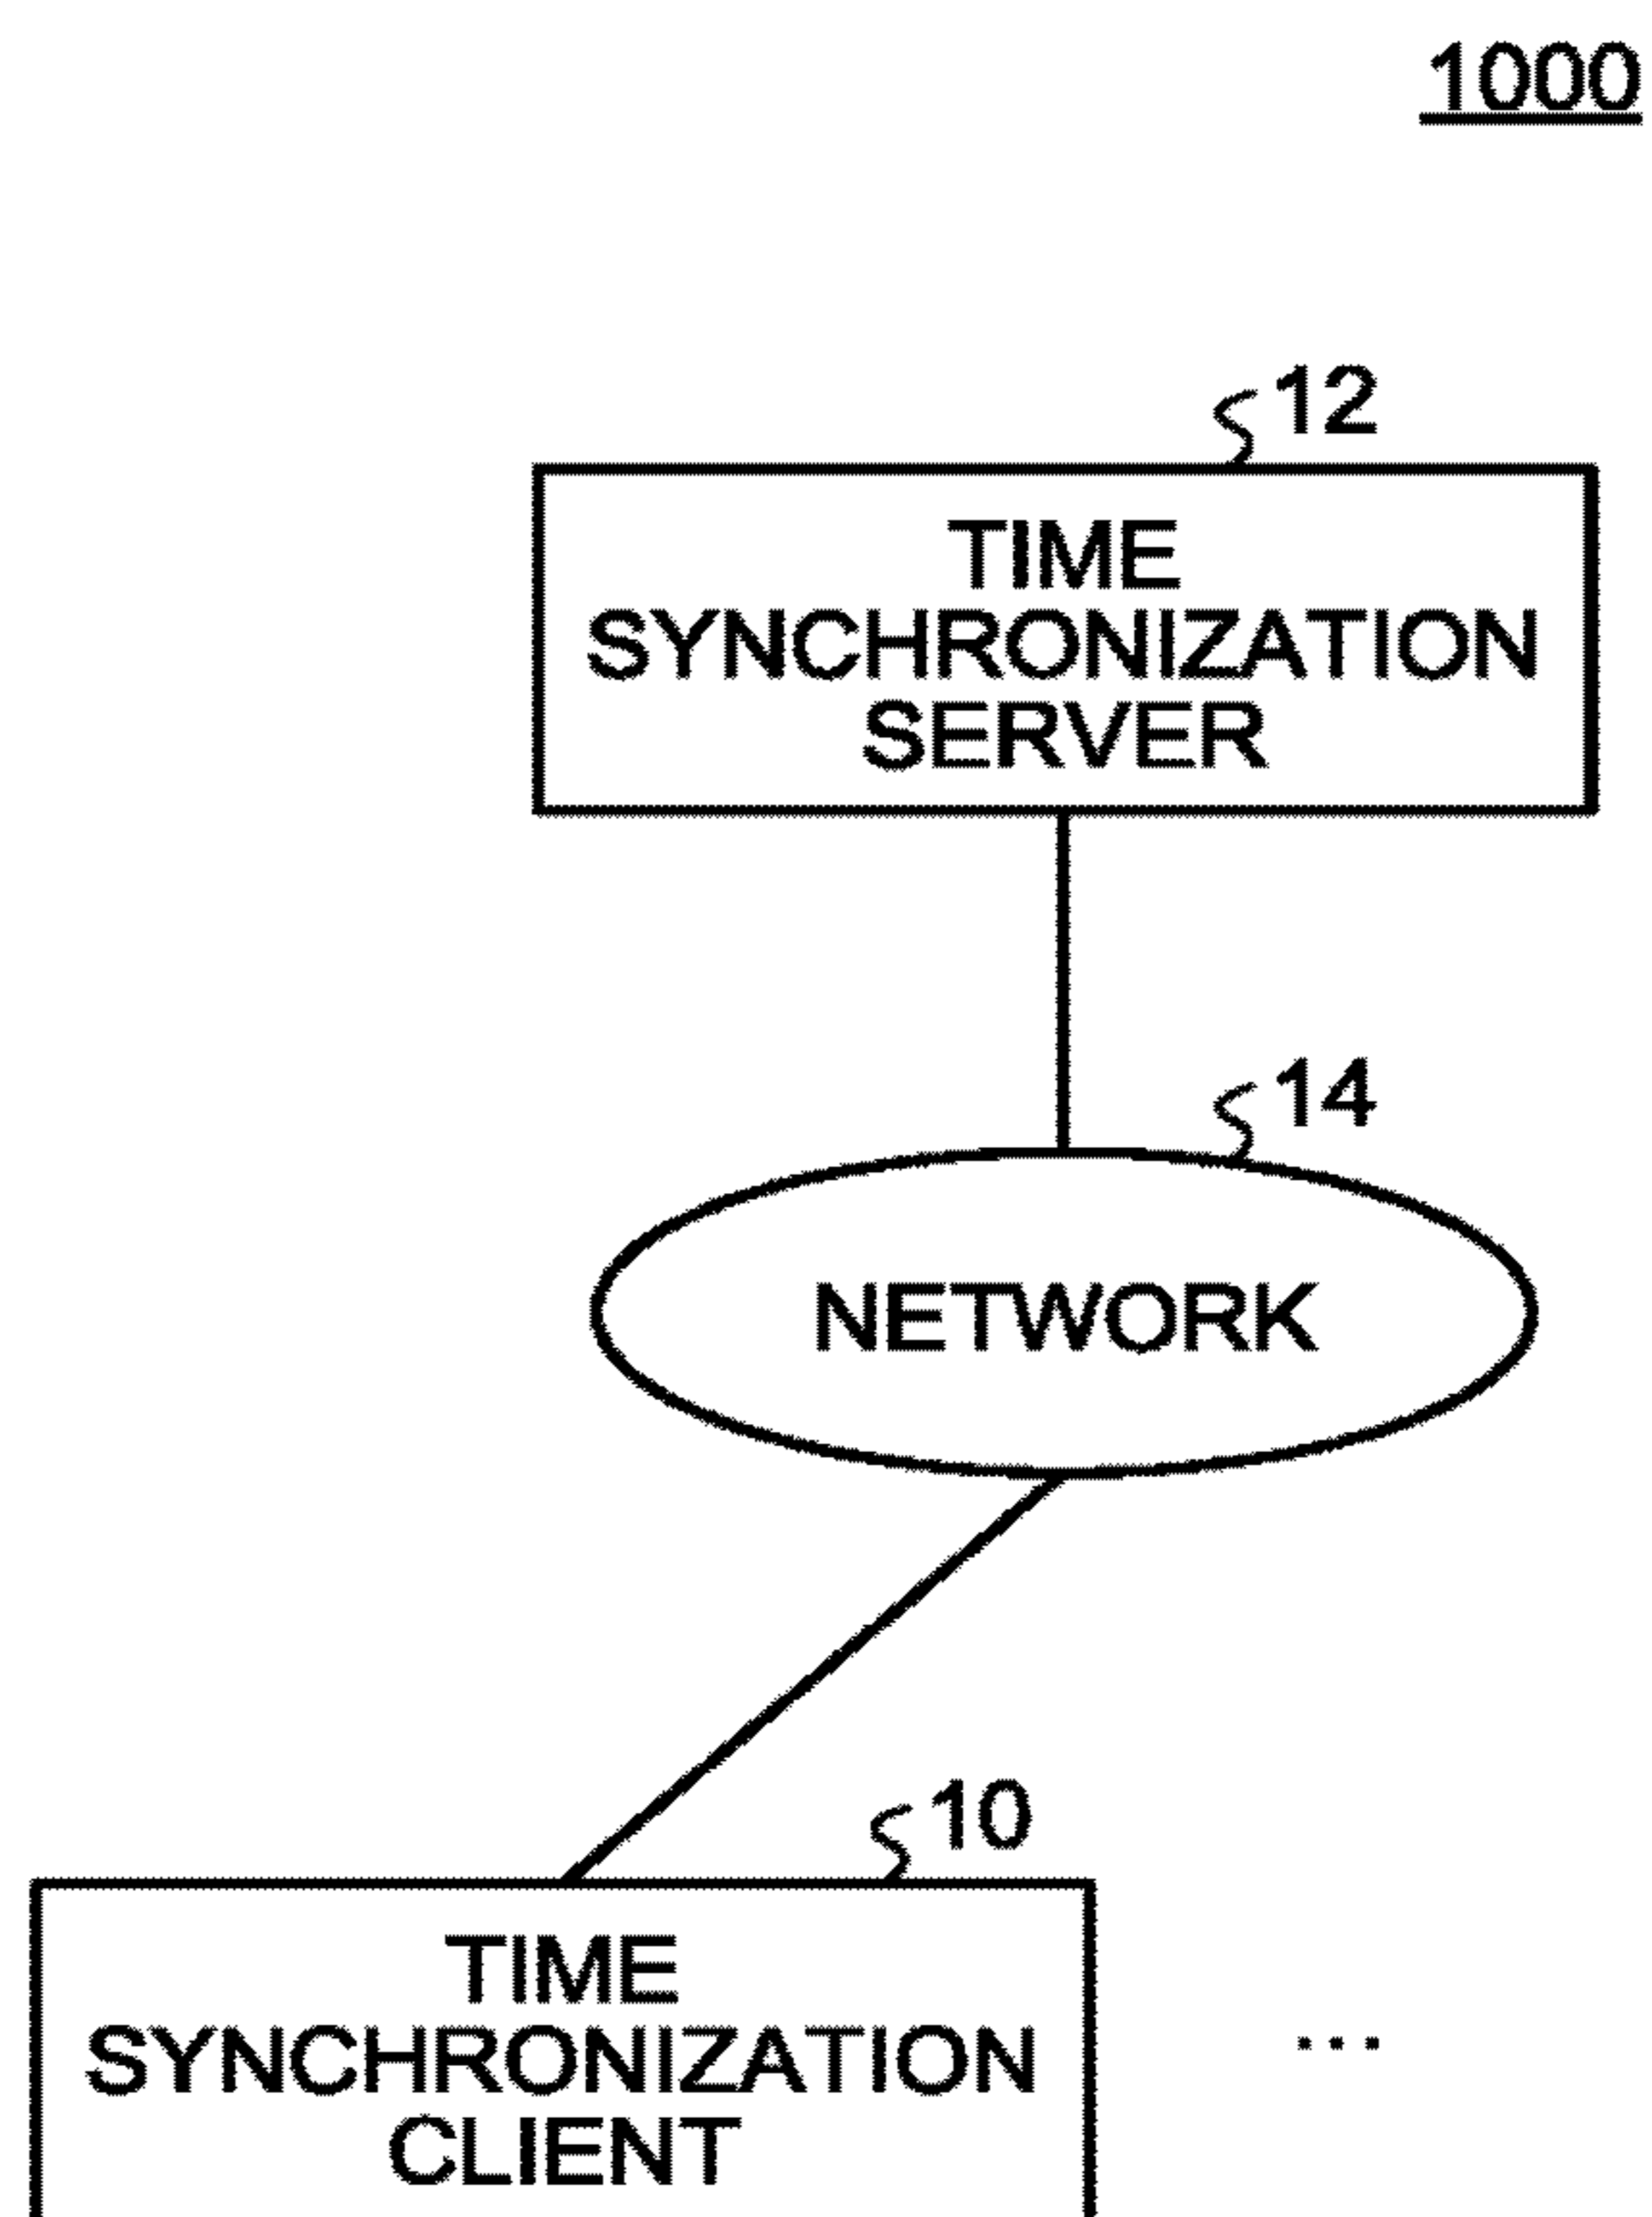 1000
12
TIME
SYNCHRONIZATION
SERVER
14
NETWORK
10
TIME
SYNCHRONIZATION
CLIENT
...